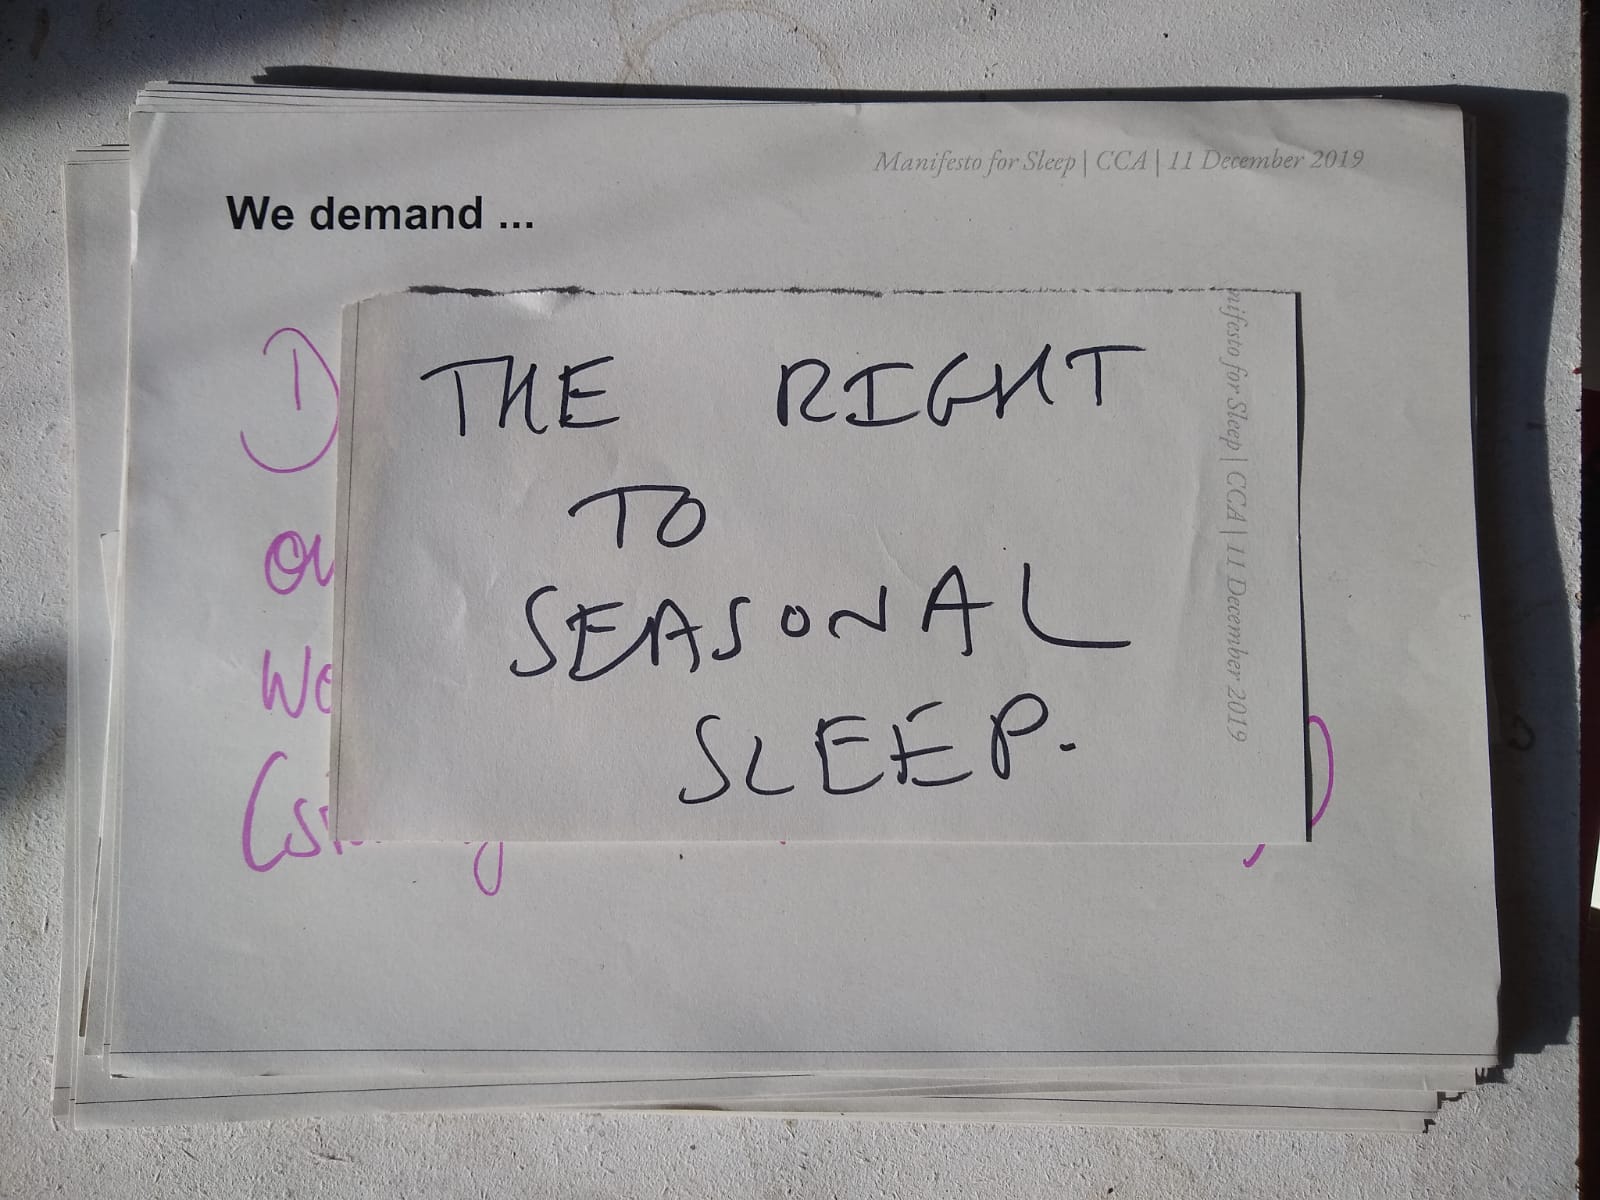 Manifesto for Sleep | CCA | 11 December 2019
We demand ...
THE RIGHT
TO
SEASONAL
SLEEP.
nifesto for Sleep | CCA | 11 December 2019